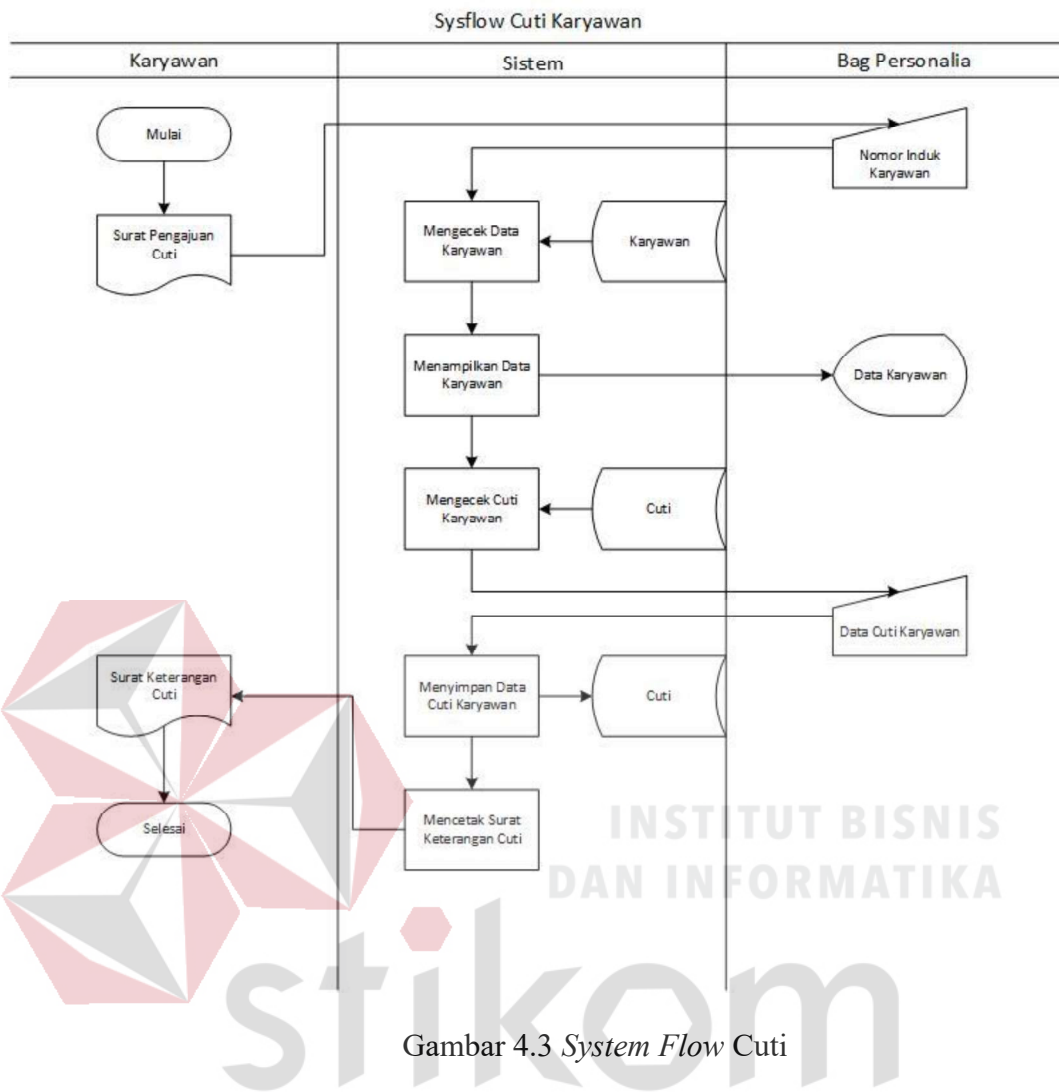 Sysflow Cuti Karyawan
Karyawan
Sistem
Bag Personalia
Mulai
Nomor Induk
Karyawan
Surat Pengajuan
Cuti
Mengecek Data
Karyawan
Karyawan
Menampilkan Data
Karyawan
Data Karyawan
Mengecek Cuti
Karyawan
Cuti
Data Cuti Karyawan
Surat Keterangan
Cuti
Menyimpan Data
Cuti Karyawan
Cuti
Selesai
Mencetak Surat
Keterangan Cuti
INSTITUT BISNIS
DAN INFORMATIKA
stikom
Gambar 4.3 System Flow Cuti